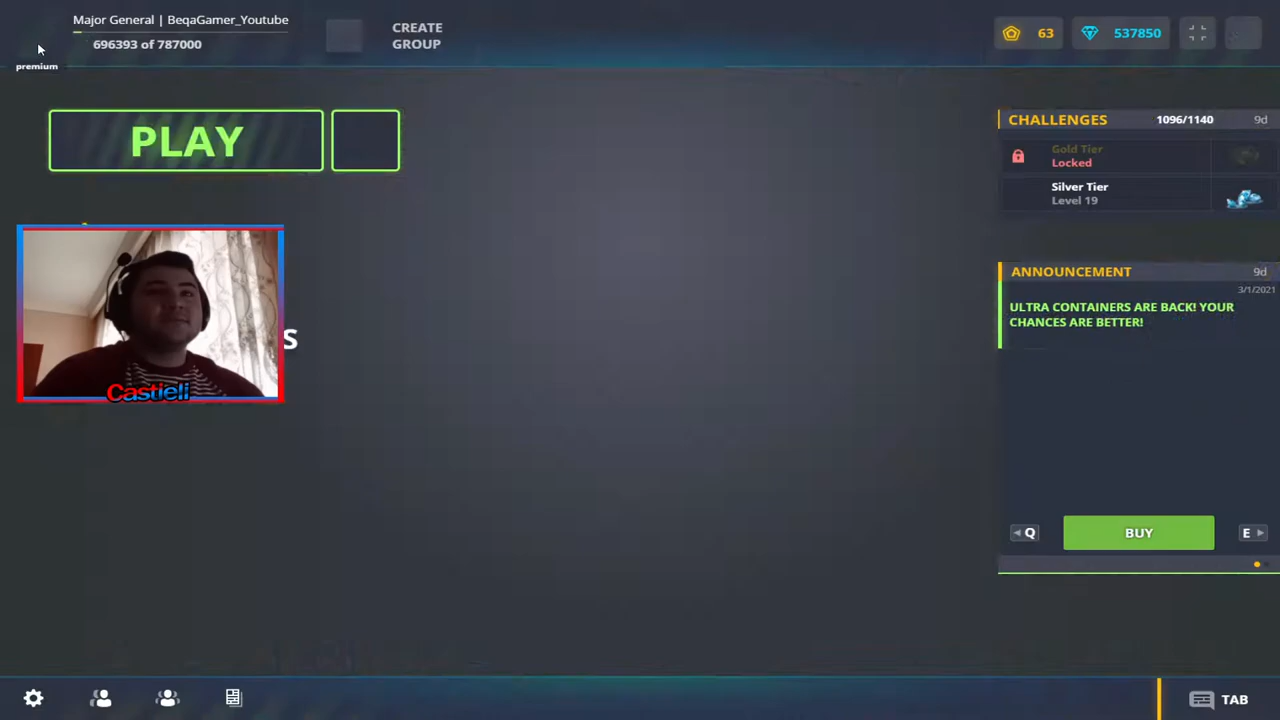 Major General | BeqaGamer_Youtube
696393 of 787000
premium
CREATE
GROUP
63
537850
PLAY
CHALLENGES 1096/1140 9d
Gold Tier
Locked
Silver Tier
Level 19
ANNOUNCEMENT 9d
3/1/2021
ULTRA CONTAINERS ARE BACK! YOUR
CHANCES ARE BETTER!
S
Castieli
Q BUY E
TAB